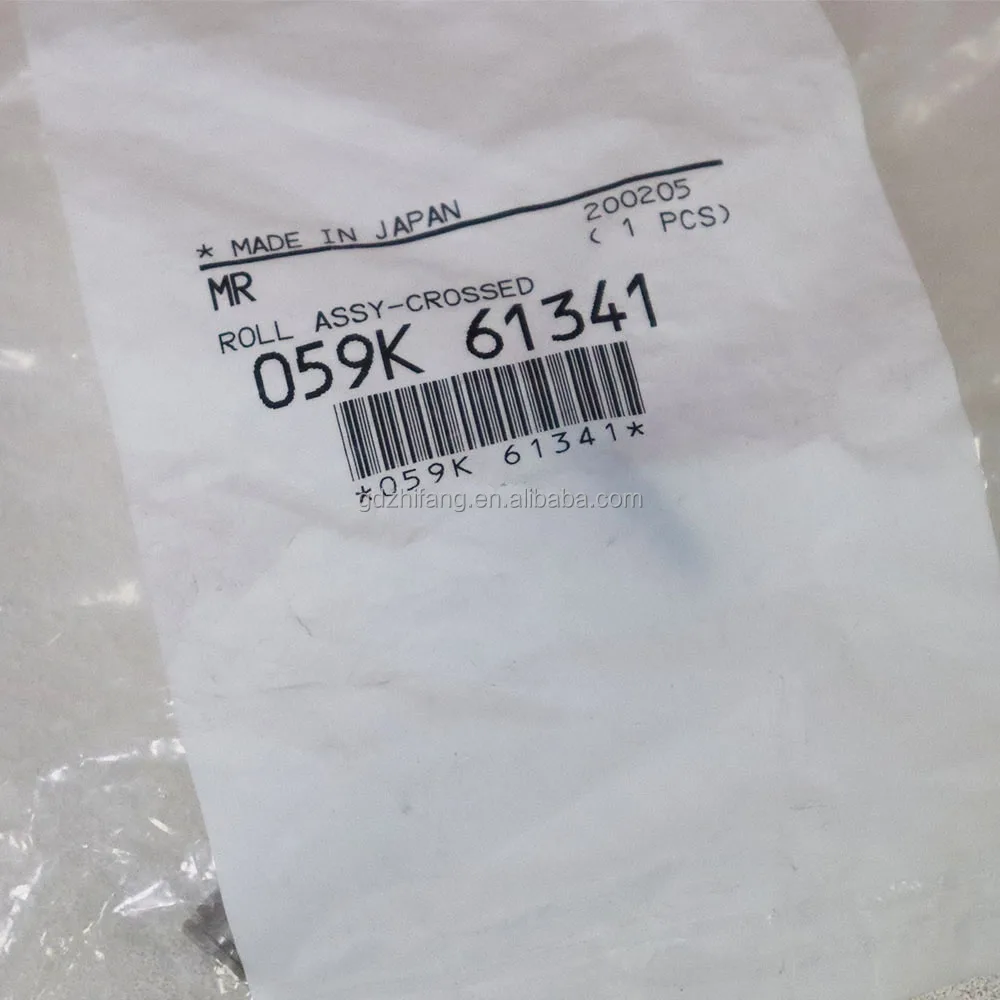 * MADE IN JAPAN 200205
( 1 PCS)
MR
ROLL ASSY-CROSSED
059K 61341
*059K 61341*
gdzhifang.en.alibaba.com